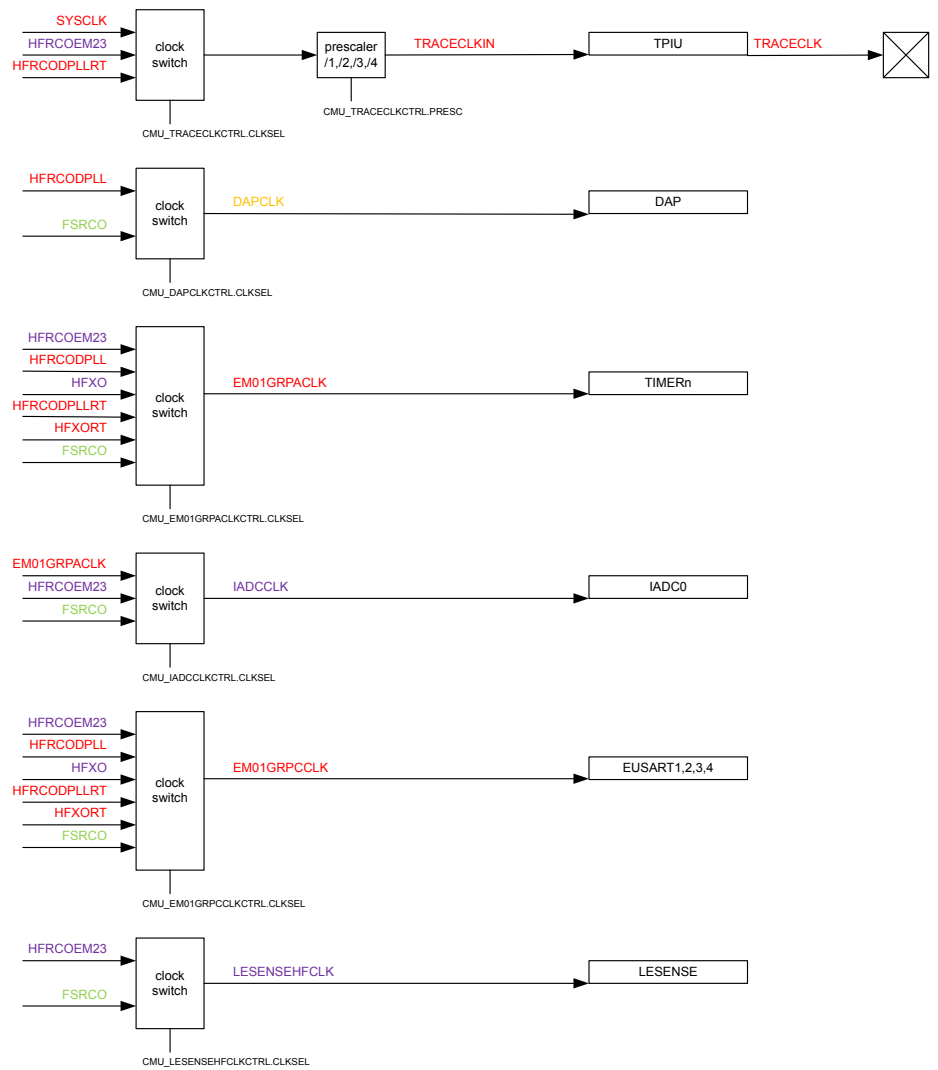 SYSCLK
HFRCOEM23
HFRCODPLLRT
clock
switch
prescaler
/1,/2,/3,/4
TRACECLKIN
TPIU
TRACECLK
CMU_TRACECLKCTRL.PRESC
CMU_TRACECLKCTRL.CLKSEL
HFRCODPLL
FSRCO
clock
switch
DAPCLK
DAP
CMU_DAPCLKCTRL.CLKSEL
HFRCOEM23
HFRCODPLL
HFXO
HFRCODPLLRT
HFXORT
FSRCO
clock
switch
EM01GRPACLK
TIMERn
CMU_EM01GRPACLKCTRL.CLKSEL
EM01GRPACLK
HFRCOEM23
FSRCO
clock
switch
IADCCLK
IADC0
CMU_IADCCLKCTRL.CLKSEL
HFRCOEM23
HFRCODPLL
HFXO
HFRCODPLLRT
HFXORT
FSRCO
clock
switch
EM01GRPCCLK
EUSART1,2,3,4
CMU_EM01GRPCCLKCTRL.CLKSEL
HFRCOEM23
FSRCO
clock
switch
LESENSEHFCLK
LESENSE
CMU_LESENSEHFCLKCTRL.CLKSEL